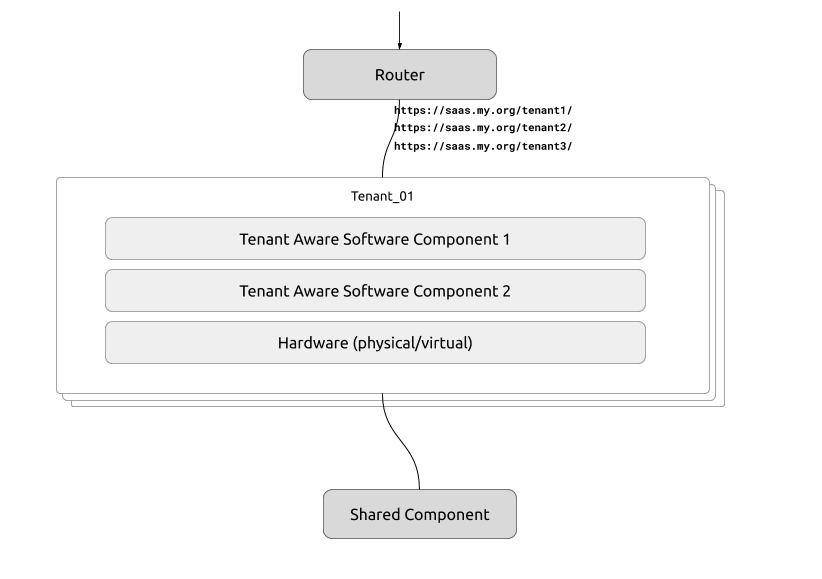 Router
https://saas.my.org/tenant1/
https://saas.my.org/tenant2/
https://saas.my.org/tenant3/
Tenant_01
Tenant Aware Software Component 1
Tenant Aware Software Component 2
Hardware (physical/virtual)
Shared Component